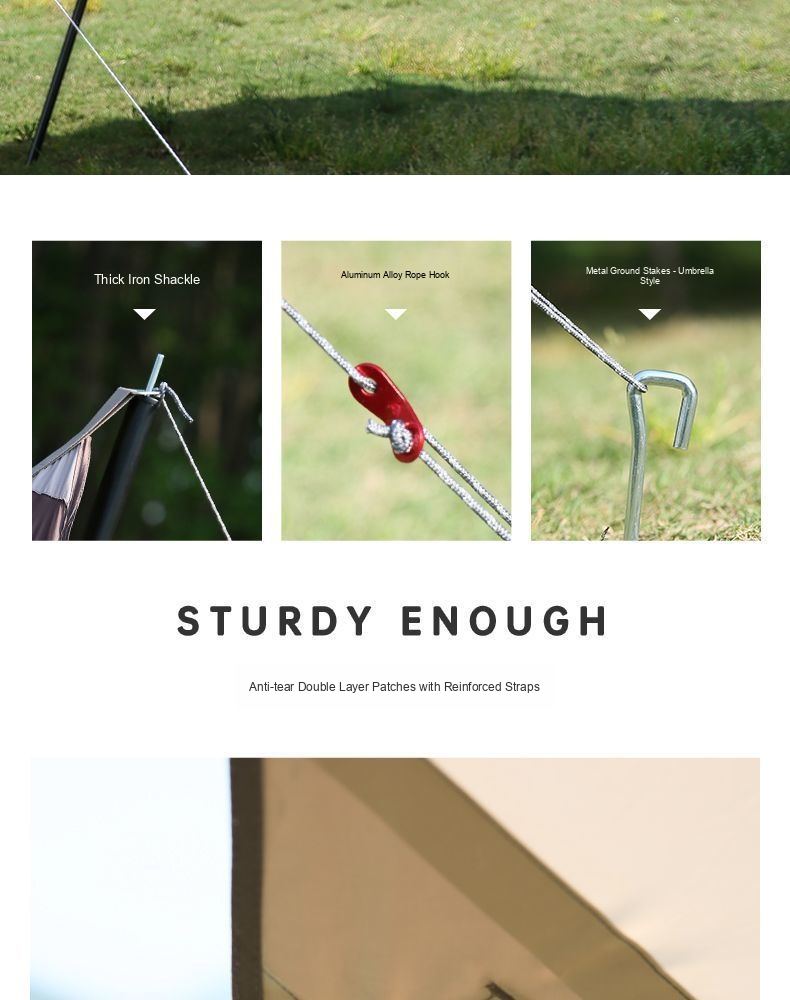 Thick Iron Shackle
Aluminum Alloy Rope Hook
Metal Ground Stakes - Umbrella
Style
STURDY ENOUGH
Anti-tear Double Layer Patches with Reinforced Straps